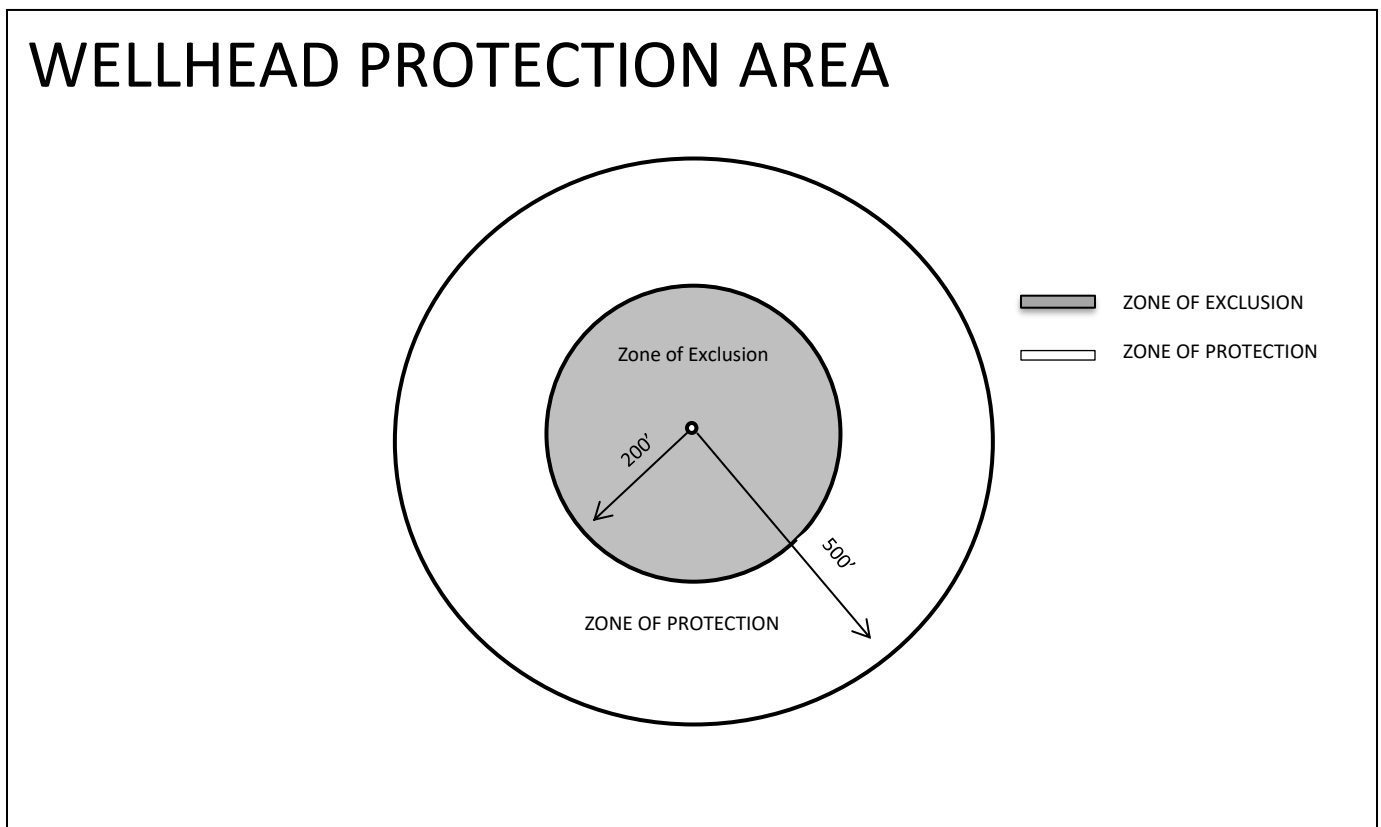 WELLHEAD PROTECTION AREA
ZONE OF EXCLUSION
ZONE OF PROTECTION
Zone of Exclusion
200’
500’
ZONE OF PROTECTION